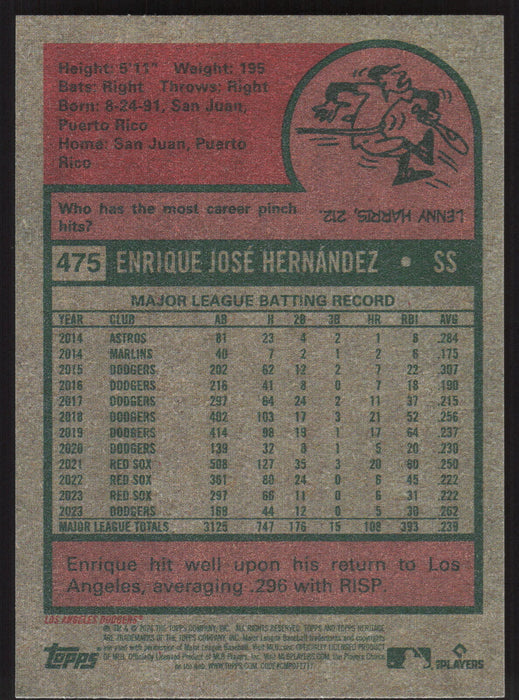 Height: 5'11" Weight: 195
Bats: Right Throws: Right
Born: 8-24-91, San Juan,
Puerto Rico
Home: San Juan, Puerto
Rico
Who has the most career pinch
hits?
LENNY HARRIS, 212.
475 ENRIQUE JOSÉ HERNÁNDEZ • SS
MAJOR LEAGUE BATTING RECORD
YEAR CLUB AB H 2B 3B HR RBI AVG
2014 ASTROS 81 23 4 2 1 8 .284
2014 MARLINS 40 7 2 1 2 6 .175
2015 DODGERS 202 62 12 2 7 22 .307
2016 DODGERS 216 41 8 0 7 18 .190
2017 DODGERS 297 64 24 2 11 37 .215
2018 DODGERS 402 103 17 3 21 52 .256
2019 DODGERS 414 98 19 1 17 64 .237
2020 DODGERS 139 32 8 1 5 20 .230
2021 RED SOX 508 127 35 3 20 60 .250
2022 RED SOX 361 80 24 0 6 45 .222
2023 RED SOX 297 66 11 0 6 31 .222
2023 DODGERS 168 44 12 0 5 30 .262
MAJOR LEAGUE TOTALS 3125 747 176 15 108 393 .239
Enrique hit well upon his return to Los
Angeles, averaging .296 with RISP.
LOS ANGELES DODGERS®
topps
MLB PLAYERS